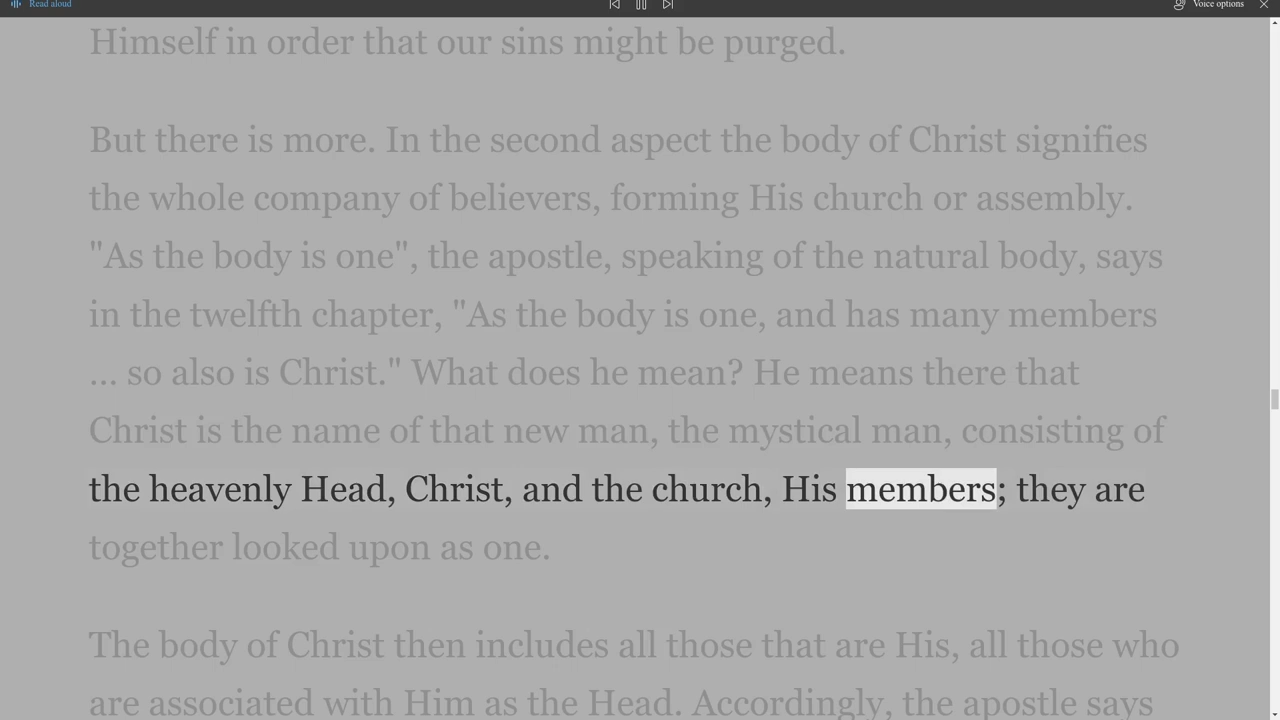 Read aloud
Voice options
Himself in order that our sins might be purged.
But there is more. In the second aspect the body of Christ signifies
the whole company of believers, forming His church or assembly.
"As the body is one", the apostle, speaking of the natural body, says
in the twelfth chapter, "As the body is one, and has many members
... so also is Christ." What does he mean? He means there that
Christ is the name of that new man, the mystical man, consisting of
the heavenly Head, Christ, and the church, His members; they are
together looked upon as one.
The body of Christ then includes all those that are His, all those who
are associated with Him as the Head. Accordingly, the apostle says